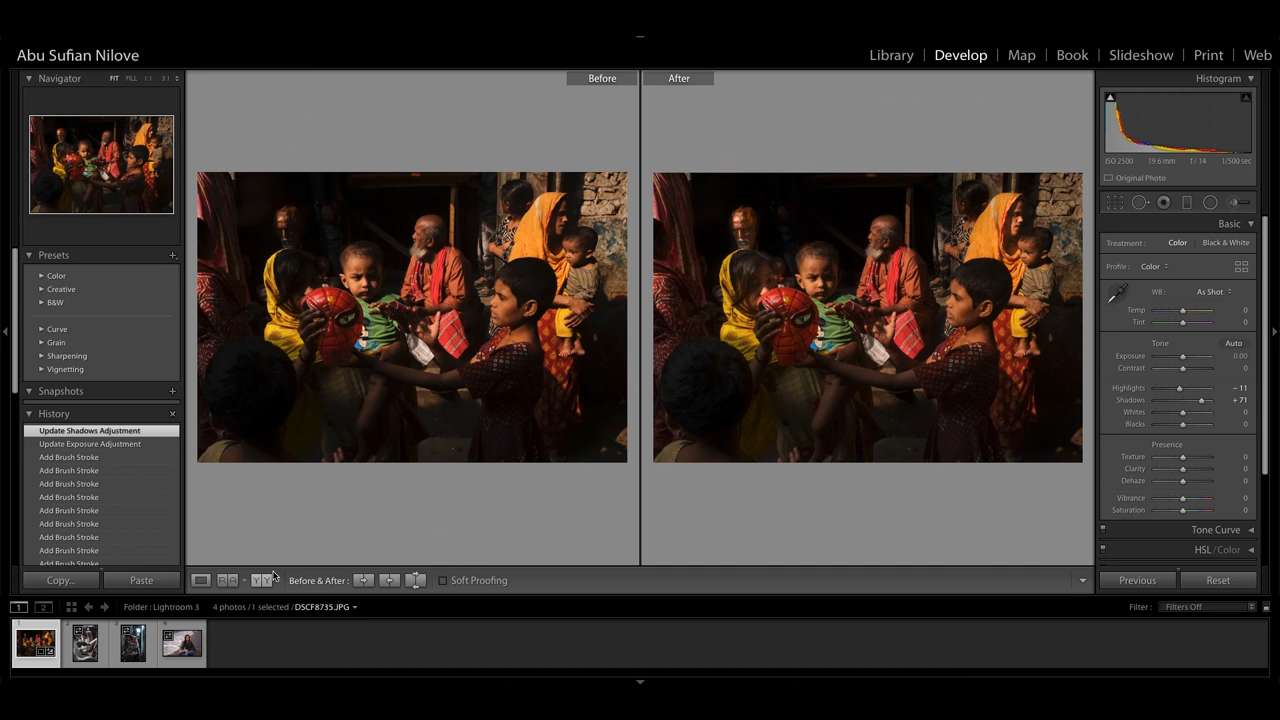 Abu Sufian Nilove
Library | Develop | Map | Book | Slideshow | Print | Web
Navigator FIT FILL 1:1 3:1
Before
After
Histogram
ISO 2500 19.6 mm f / 14 1/500 sec
Original Photo
Basic
Treatment : Color Black & White
Profile : Color
WB : As Shot
Temp 0
Tint 0
Tone Auto
Exposure 0.00
Contrast 0
Highlights – 11
Shadows + 71
Whites 0
Blacks 0
Presence
Texture 0
Clarity 0
Dehaze 0
Vibrance 0
Saturation 0
Tone Curve
HSL / Color
Previous Reset
Presets +
Color
Creative
B&W
Curve
Grain
Sharpening
Vignetting
Snapshots +
History ×
Update Shadows Adjustment
Update Exposure Adjustment
Add Brush Stroke
Add Brush Stroke
Add Brush Stroke
Add Brush Stroke
Add Brush Stroke
Add Brush Stroke
Add Brush Stroke
Add Brush Stroke
Add Brush Stroke
Copy... Paste
R A Y Y Before & After : Soft Proofing
1 2 Folder : Lightroom 3 4 photos / 1 selected / DSCF8735.JPG Filter : Filters Off